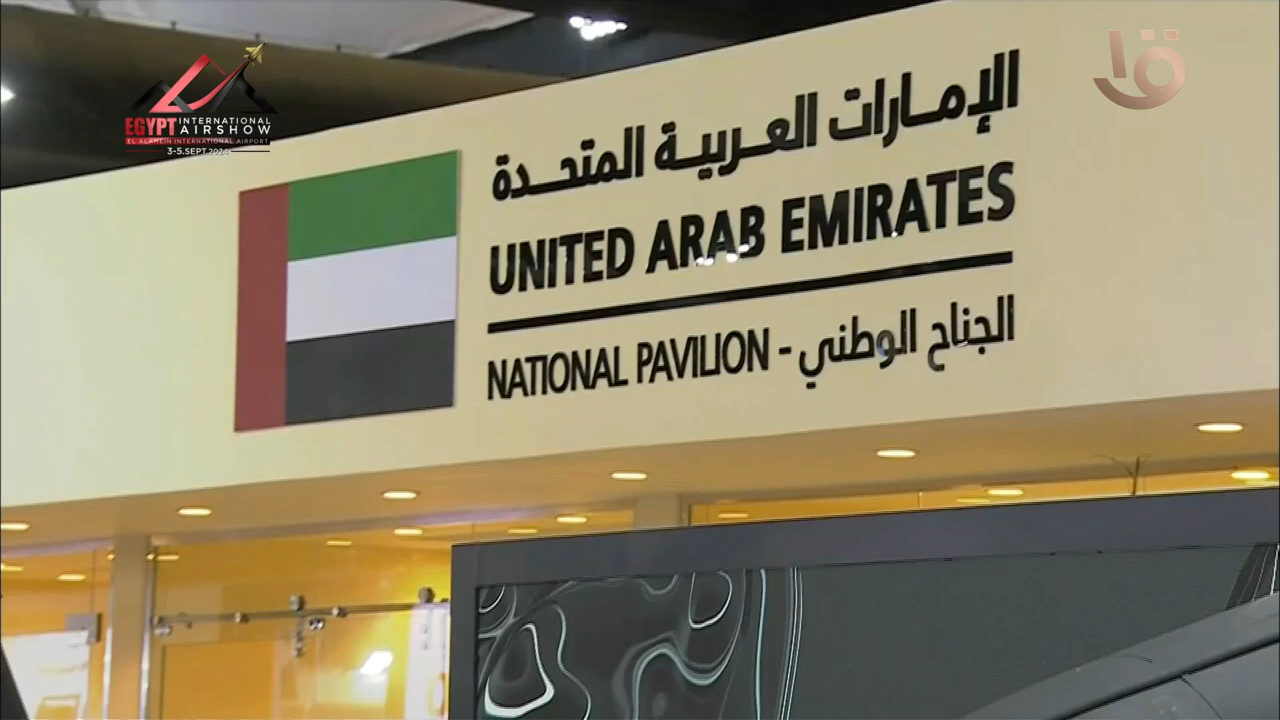 EGYPT INTERNATIONAL AIRSHOW
EL ALAMEIN INTERNATIONAL AIRPORT
3-5.SEPT.2024
الإمارات العربية المتحدة
UNITED ARAB EMIRATES
NATIONAL PAVILION - الجناح الوطني